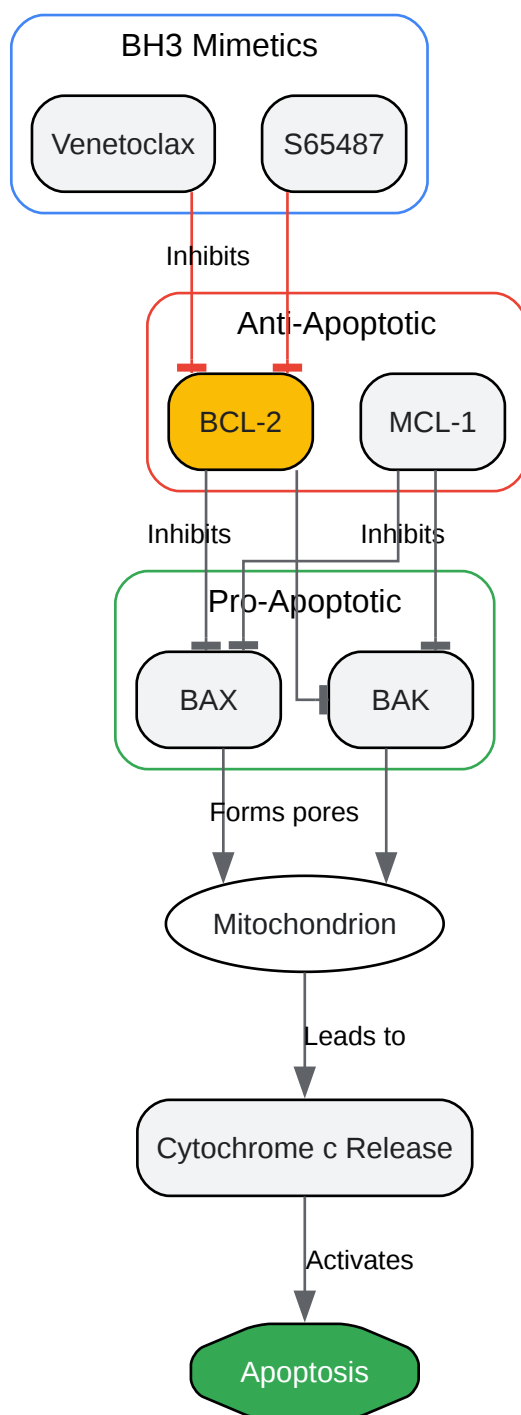 BH3 Mimetics
Venetoclax
S65487
Inhibits
Anti-Apoptotic
BCL-2
MCL-1
Inhibits
Inhibits
Pro-Apoptotic
BAX
BAK
Forms pores
Mitochondrion
Leads to
Cytochrome c Release
Activates
Apoptosis